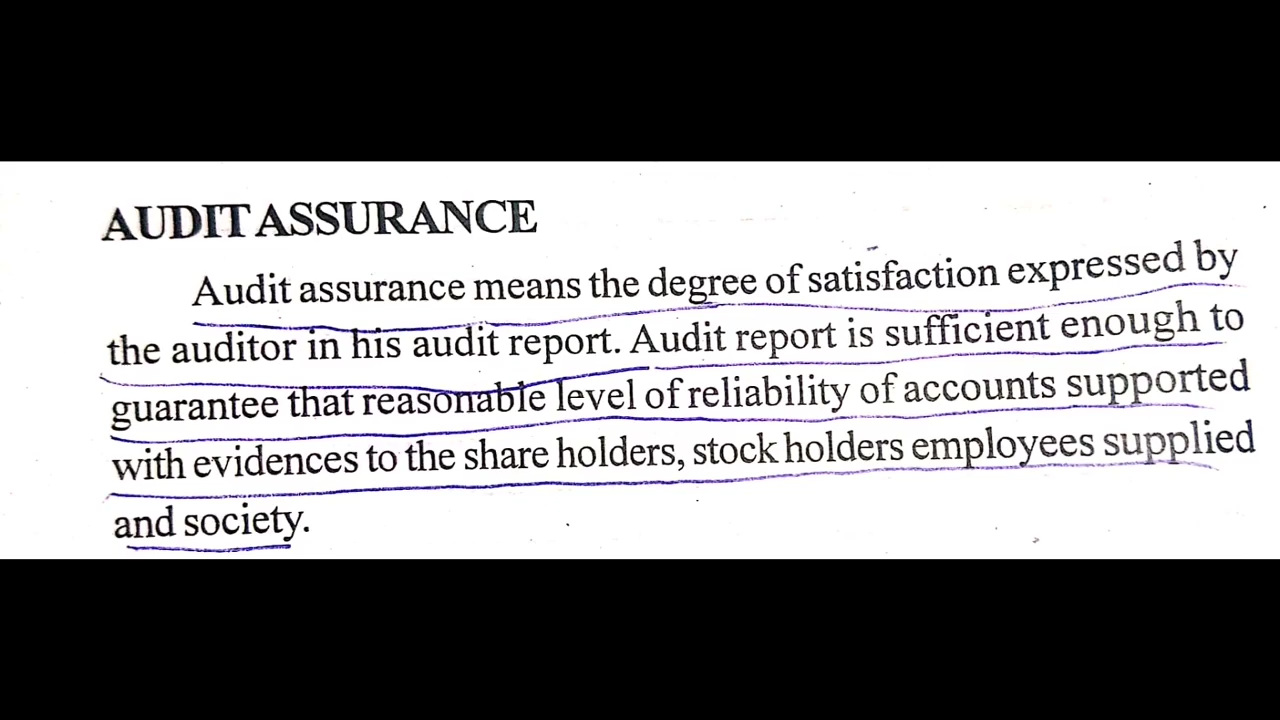 AUDIT ASSURANCE
Audit assurance means the degree of satisfaction expressed by
the auditor in his audit report. Audit report is sufficient enough to
guarantee that reasonable level of reliability of accounts supported
with evidences to the share holders, stock holders employees supplied
and society.